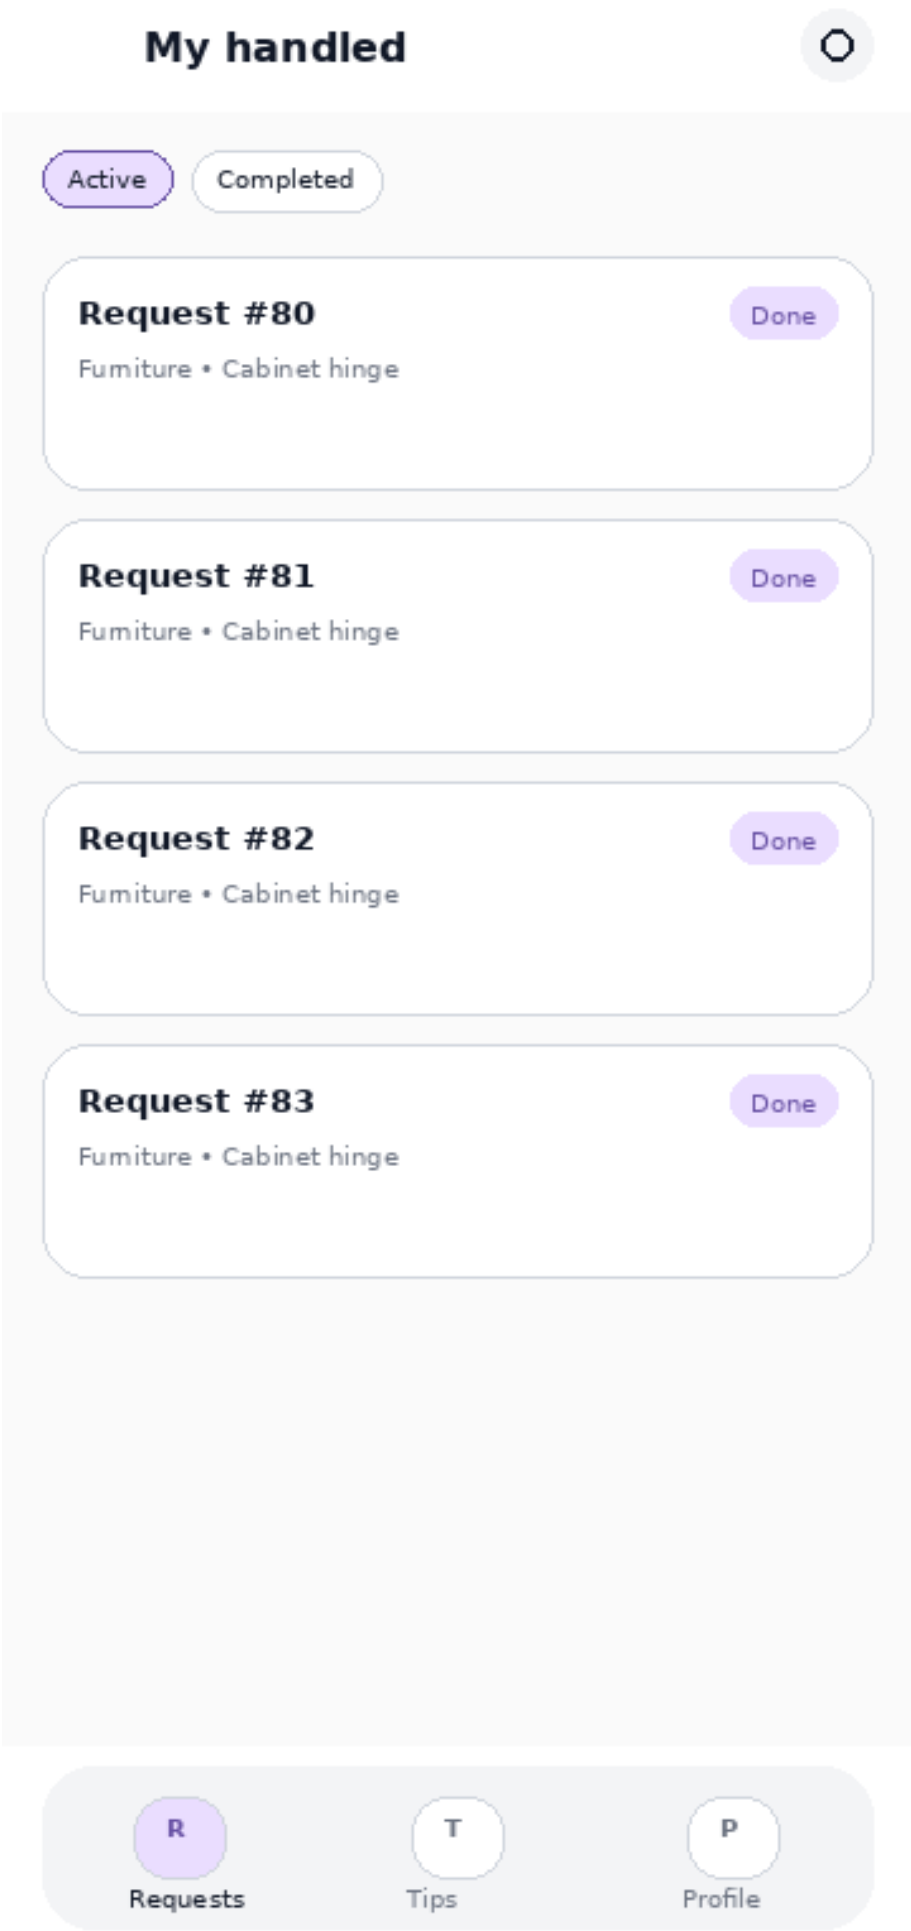 My handled
Active
Completed
Request #80
Done
Furniture • Cabinet hinge
Request #81
Done
Furniture • Cabinet hinge
Request #82
Done
Furniture • Cabinet hinge
Request #83
Done
Furniture • Cabinet hinge
R
T
P
Requests
Tips
Profile